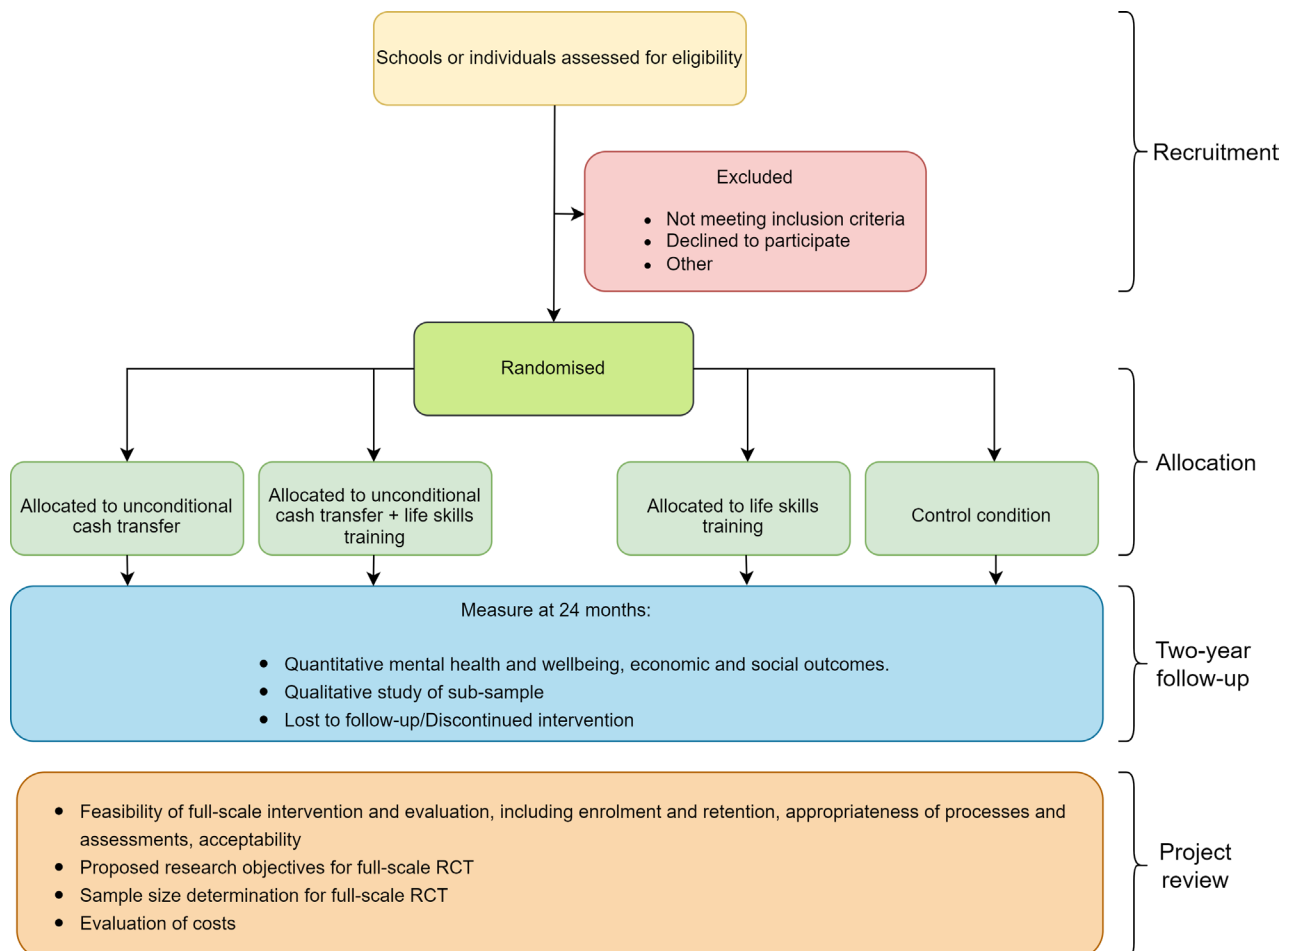 Schools or individuals assessed for eligibility
Recruitment
Excluded
• Not meeting inclusion criteria
• Declined to participate
• Other
Randomised
Allocation
Allocated to unconditional
cash transfer
Allocated to unconditional
cash transfer + life skills
training
Allocated to life skills
training
Control condition
Measure at 24 months:
• Quantitative mental health and wellbeing, economic and social outcomes.
• Qualitative study of sub-sample
• Lost to follow-up/Discontinued intervention
Two-year
follow-up
• Feasibility of full-scale intervention and evaluation, including enrolment and retention, appropriateness of processes and
assessments, acceptability
• Proposed research objectives for full-scale RCT
• Sample size determination for full-scale RCT
• Evaluation of costs
Project
review